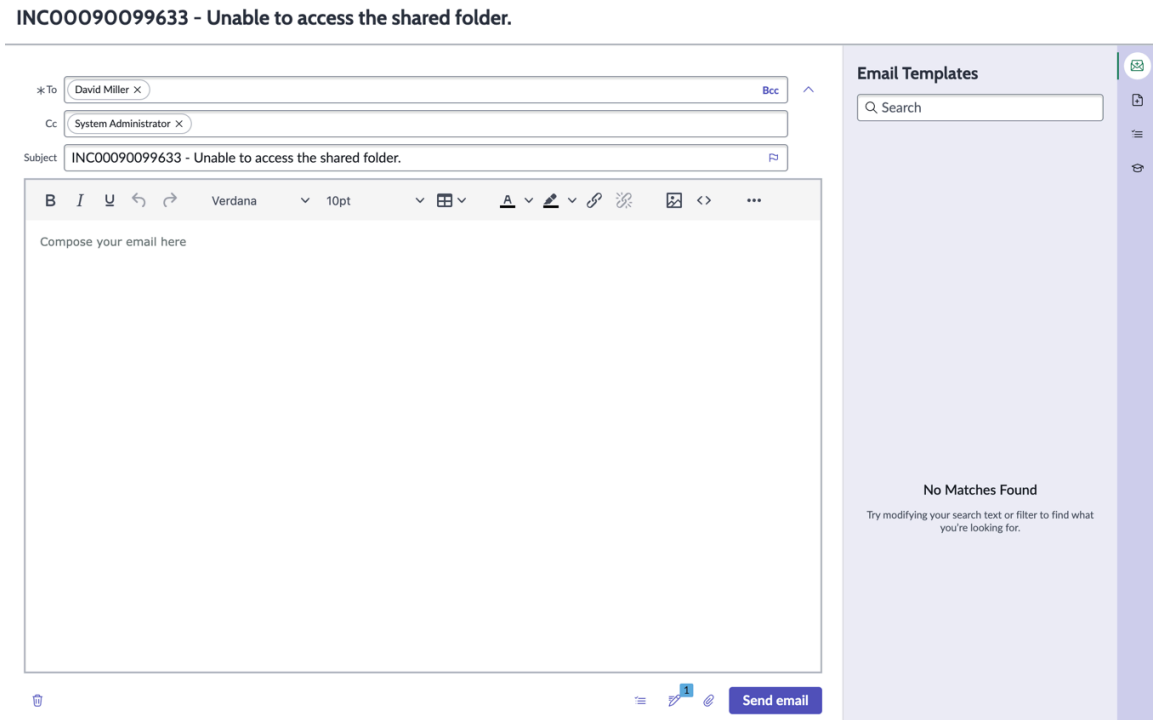 INC00090099633 - Unable to access the shared folder.
Email Templates
Search
∗To David Miller × Bcc
Cc System Administrator ×
Subject INC00090099633 - Unable to access the shared folder.
B I U Verdana 10pt A
Compose your email here
No Matches Found
Try modifying your search text or filter to find what
you're looking for.
1
Send email